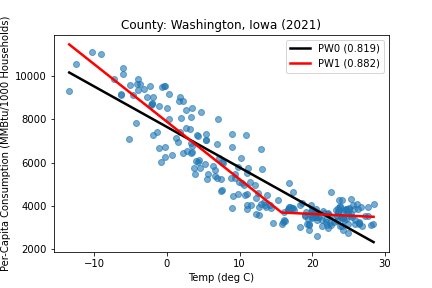 County: Washington, Iowa (2021)
Per-Capita Consumption (MMBtu/1000 Households)
10000
8000
6000
4000
2000
PW0 (0.819)
PW1 (0.882)
−10
0
10
20
30
Temp (deg C)